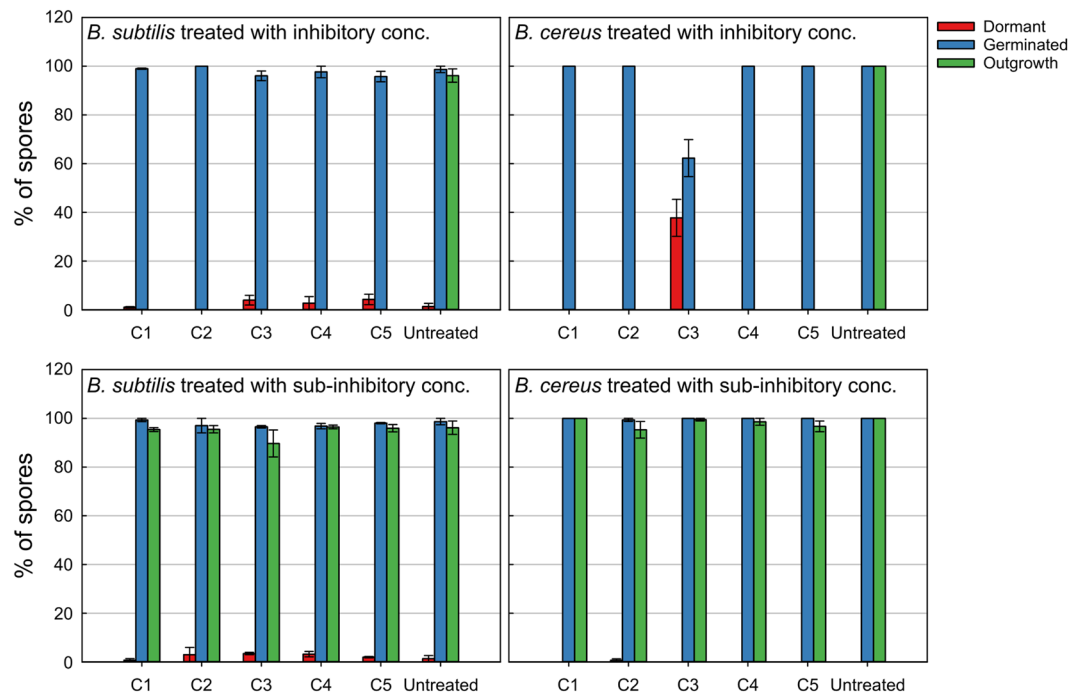 B. subtilis treated with inhibitory conc.
B. cereus treated with inhibitory conc.
Dormant
Germinated
Outgrowth
% of spores
120
100
80
60
40
20
0
C1 C2 C3 C4 C5 Untreated
C1 C2 C3 C4 C5 Untreated
B. subtilis treated with sub-inhibitory conc.
B. cereus treated with sub-inhibitory conc.
% of spores
120
100
80
60
40
20
0
C1 C2 C3 C4 C5 Untreated
C1 C2 C3 C4 C5 Untreated